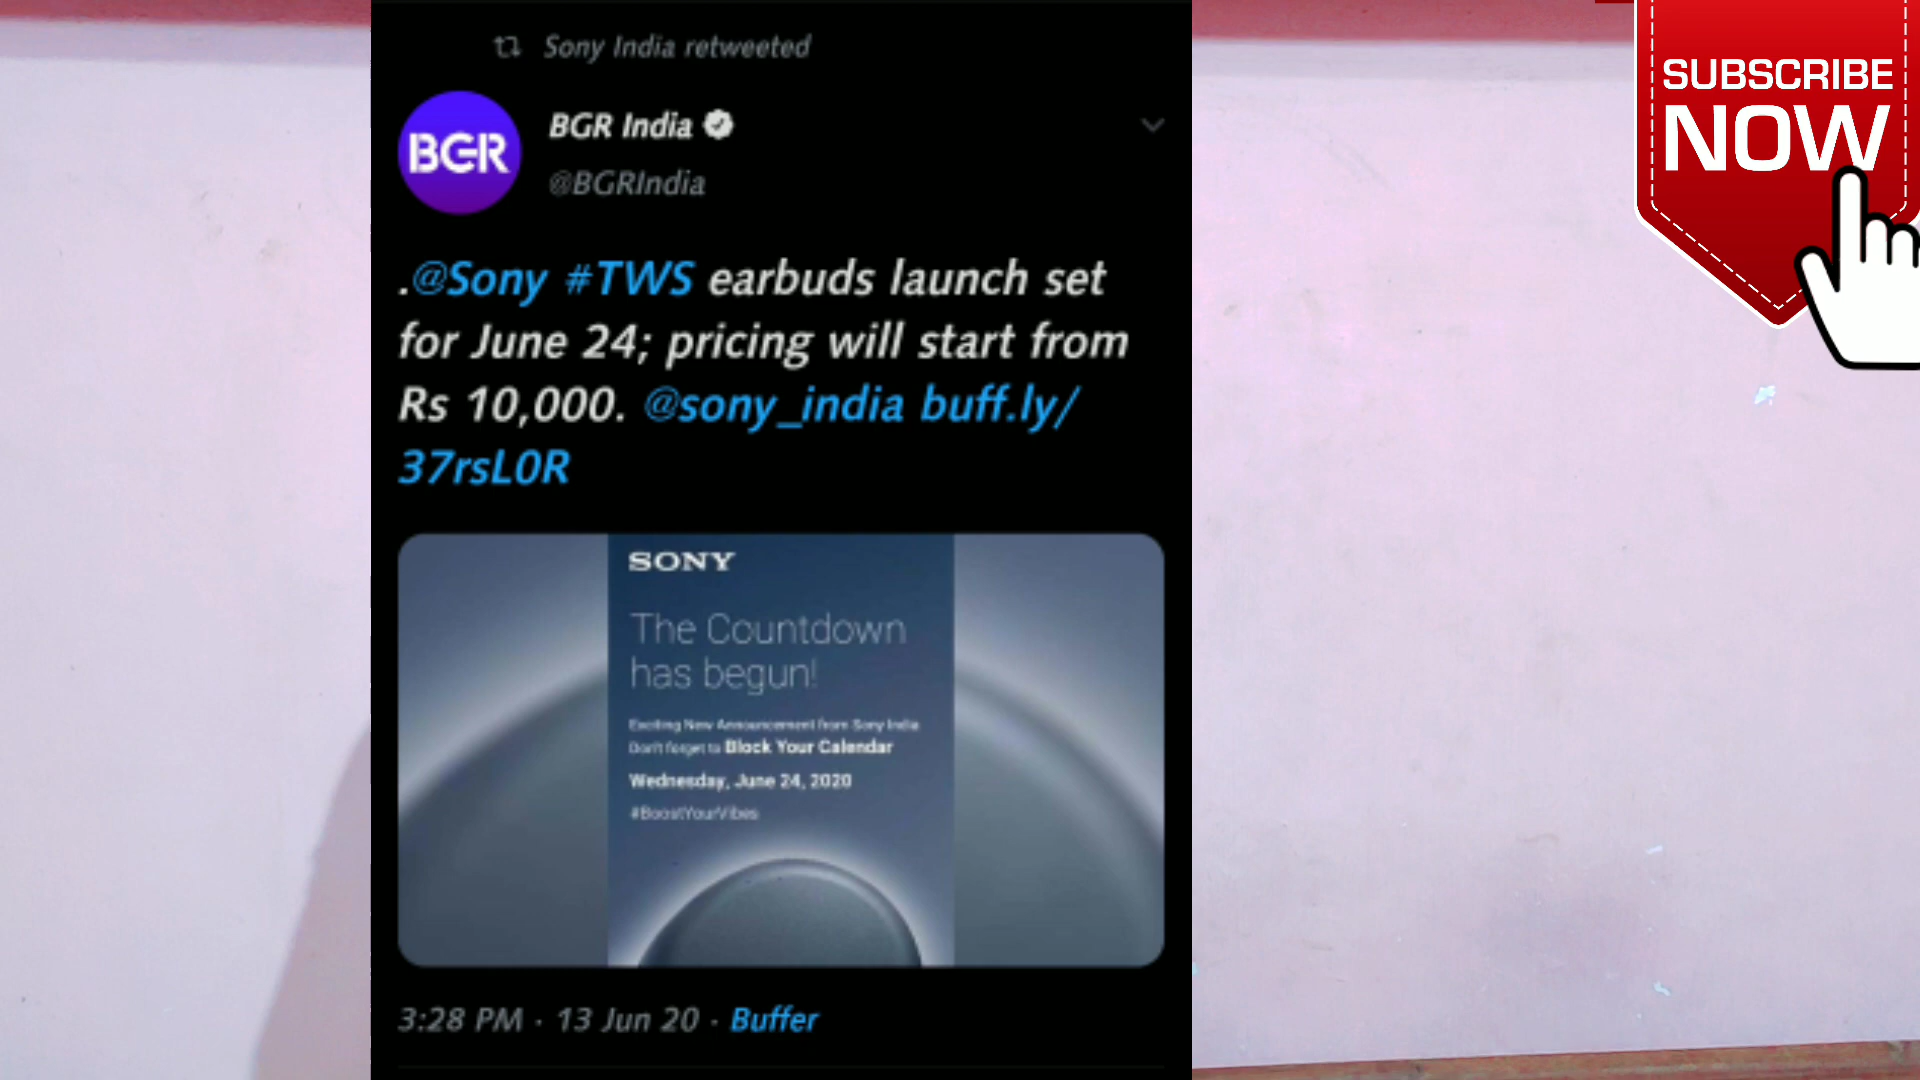 Sony India retweeted
BGR
BGR India
@BGRIndia
.@Sony #TWS earbuds launch set
for June 24; pricing will start from
Rs 10,000. @sony_india buff.ly/
37rsL0R
SONY
The Countdown
has begun!
Exciting New Announcement from Sony India
Don't forget to Block Your Calendar
Wednesday, June 24, 2020
#BoostYourVibes
3:28 PM · 13 Jun 20 · Buffer
SUBSCRIBE
NOW